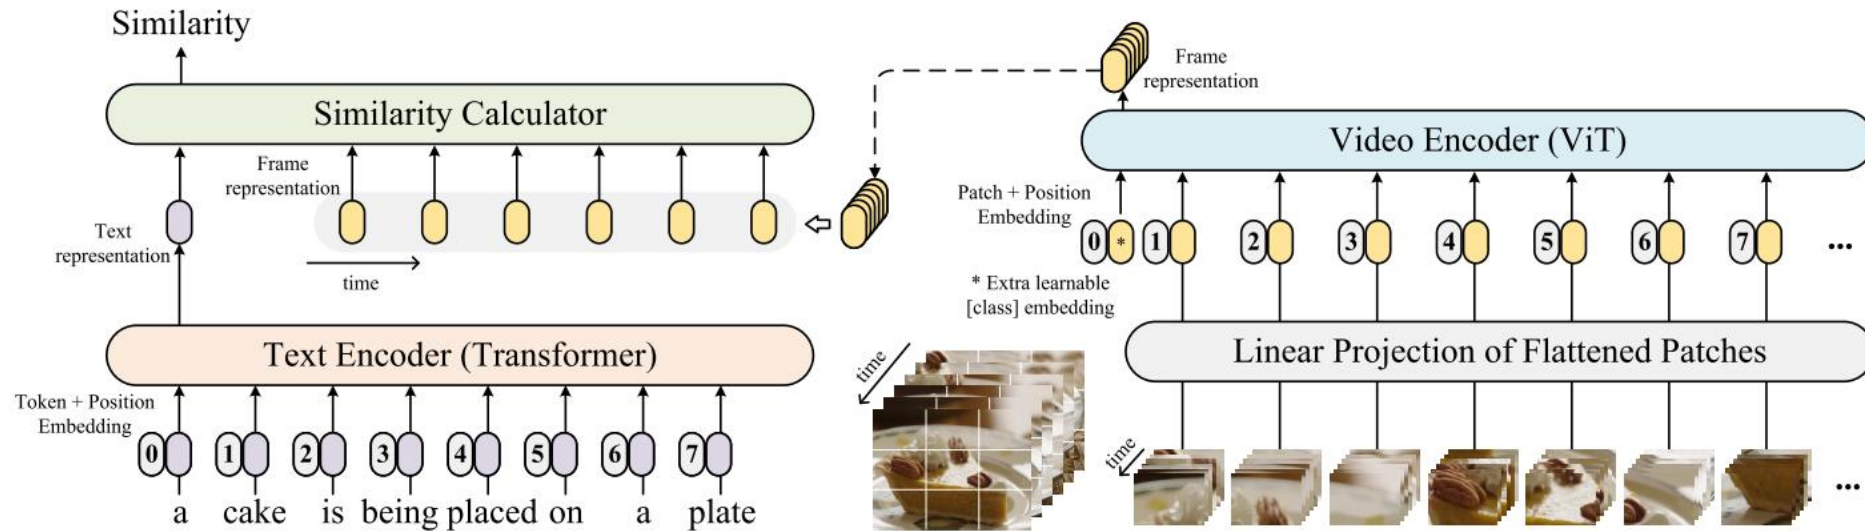 Similarity
Similarity Calculator
Frame
representation
Text
representation
time
Text Encoder (Transformer)
Token + Position
Embedding
0 1 2 3 4 5 6 7
a cake is being placed on a plate
Frame
representation
Video Encoder (ViT)
Patch + Position
Embedding
0 * 1 2 3 4 5 6 7 ...
* Extra learnable
[class] embedding
Linear Projection of Flattened Patches
time
time
...